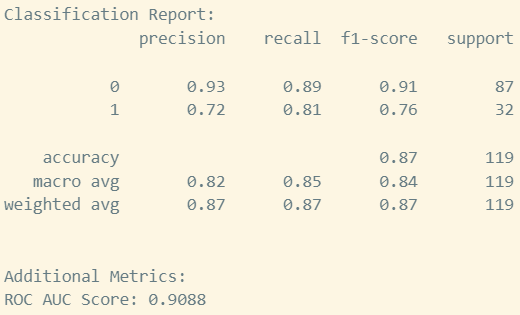 Classification Report:
precision recall f1-score support
0 0.93 0.89 0.91 87
1 0.72 0.81 0.76 32
accuracy 0.87 119
macro avg 0.82 0.85 0.84 119
weighted avg 0.87 0.87 0.87 119
Additional Metrics:
ROC AUC Score: 0.9088